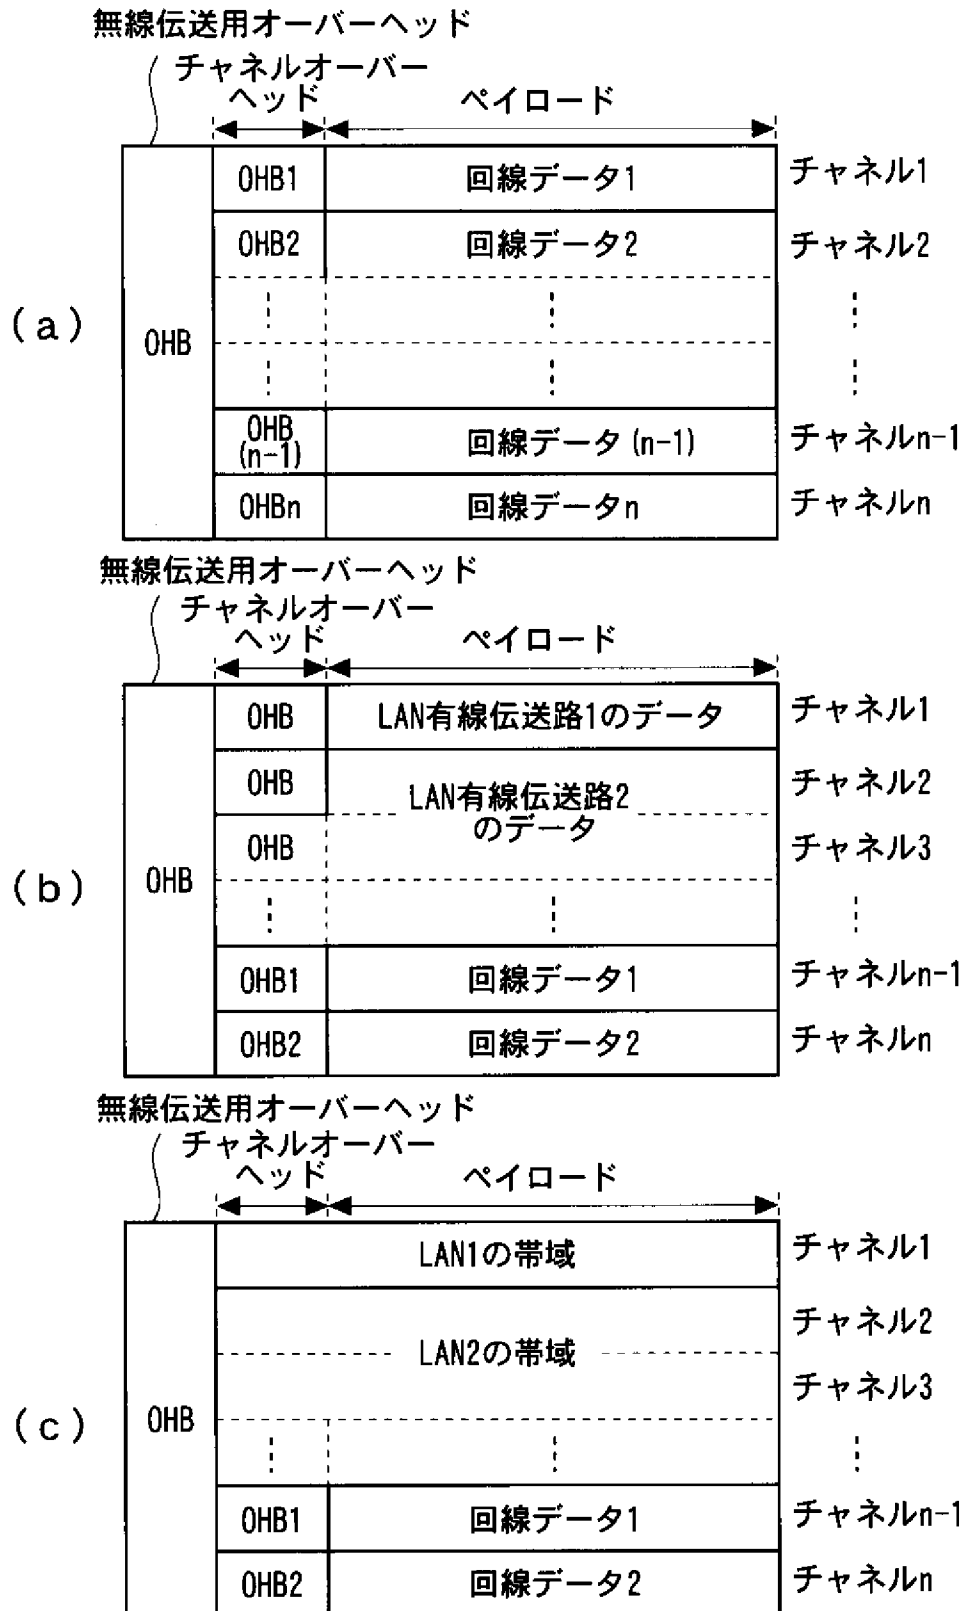 無線伝送用オーバーヘッド
チャネルオーバー
ヘッド ペイロード
OHB1 回線データ1 チャネル1
OHB2 回線データ2 チャネル2
(a)
OHB
OHB
(n-1) 回線データ(n-1) チャネルn-1
OHBn 回線データn チャネルn
無線伝送用オーバーヘッド
チャネルオーバー
ヘッド ペイロード
OHB LAN有線伝送路1のデータ チャネル1
OHB LAN有線伝送路2 チャネル2
のデータ
OHB チャネル3
(b) OHB
OHB1 回線データ1 チャネルn-1
OHB2 回線データ2 チャネルn
無線伝送用オーバーヘッド
チャネルオーバー
ヘッド ペイロード
LAN1の帯域 チャネル1
チャネル2
LAN2の帯域
チャネル3
(c) OHB
OHB1 回線データ1 チャネルn-1
OHB2 回線データ2 チャネルn